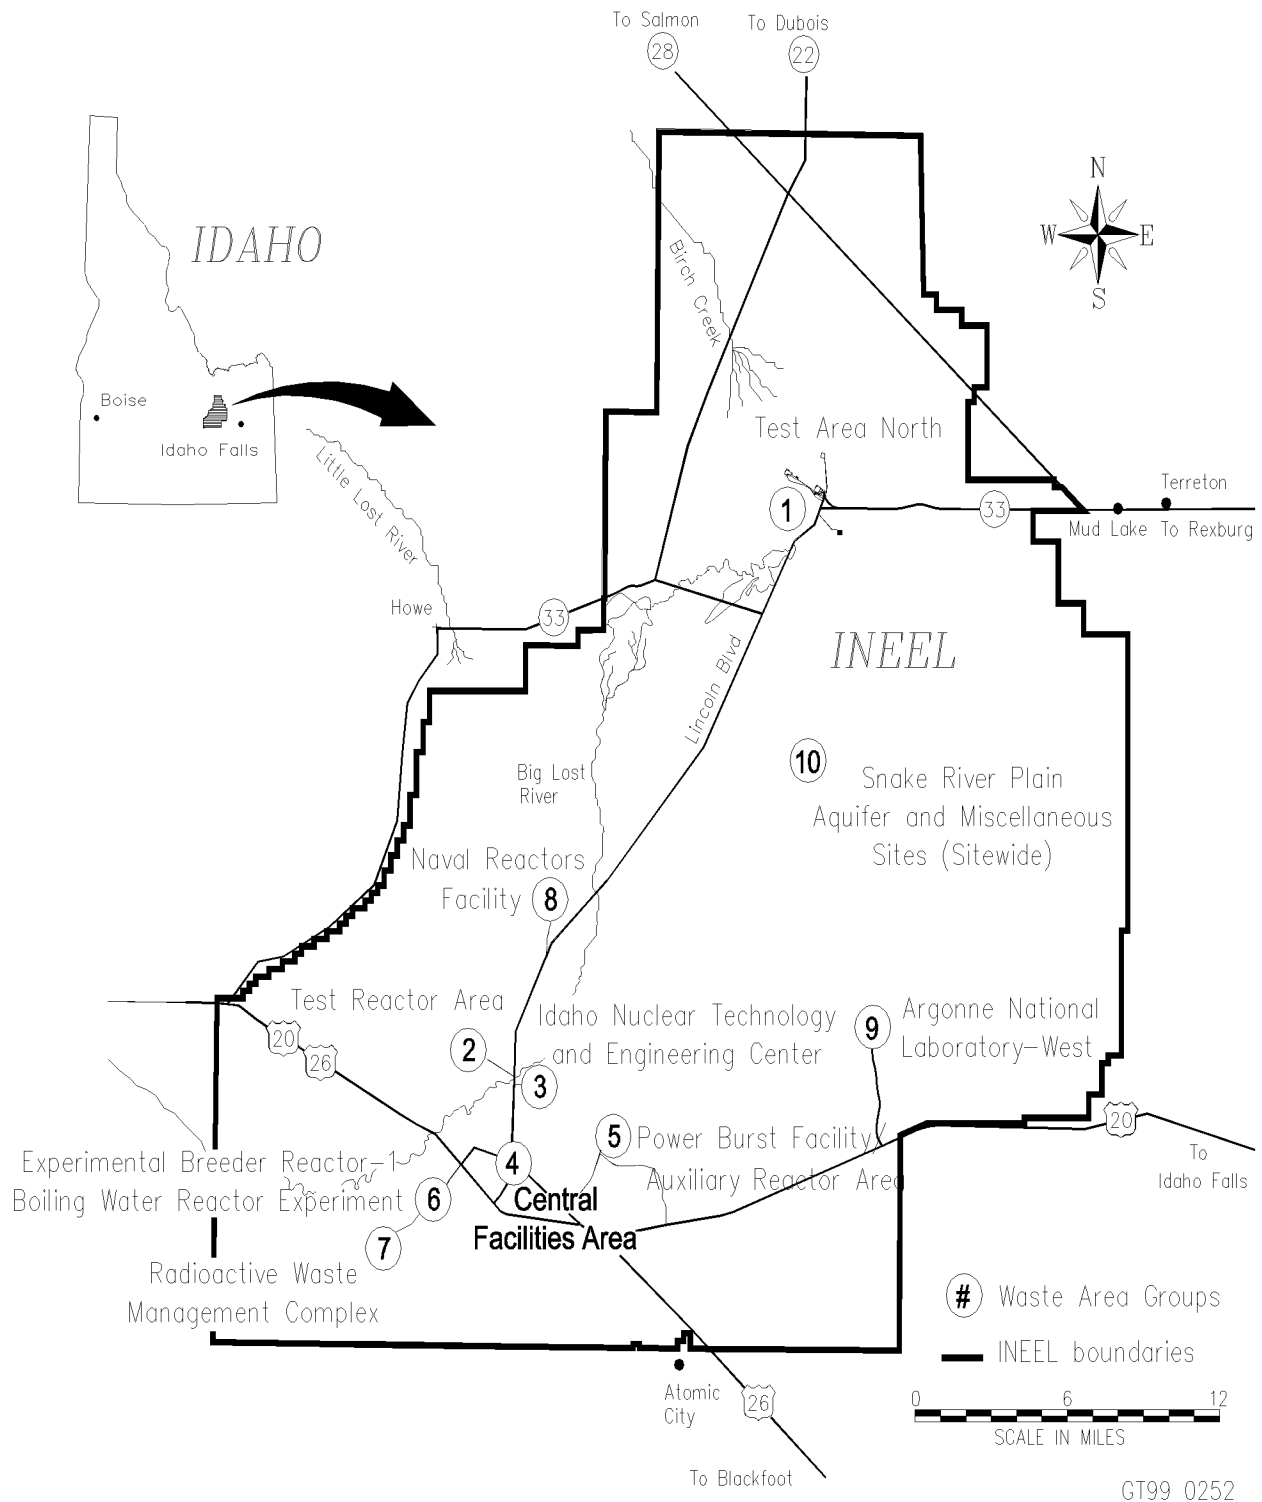 To Salmon
28
To Dubois
22
IDAHO
Boise
Idaho Falls
N
W
E
S
Birch Creek
Little Lost River
Test Area North
1
33
Terreton
Mud Lake
To Rexburg
Howe
33
INEEL
Lincoln Blvd
Big Lost
River
10
Snake River Plain
Aquifer and Miscellaneous
Sites (Sitewide)
Naval Reactors
Facility
8
Test Reactor Area
20
26
2
3
Idaho Nuclear Technology
and Engineering Center
9
Argonne National
Laboratory-West
20
To
Idaho Falls
5
Power Burst Facility/
Auxiliary Reactor Area
Experimental Breeder Reactor-1
Boiling Water Reactor Experiment
6
4
Central
Facilities Area
7
Radioactive Waste
Management Complex
# Waste Area Groups
INEEL boundaries
0 6 12
SCALE IN MILES
Atomic
City
26
To Blackfoot
GT99 0252